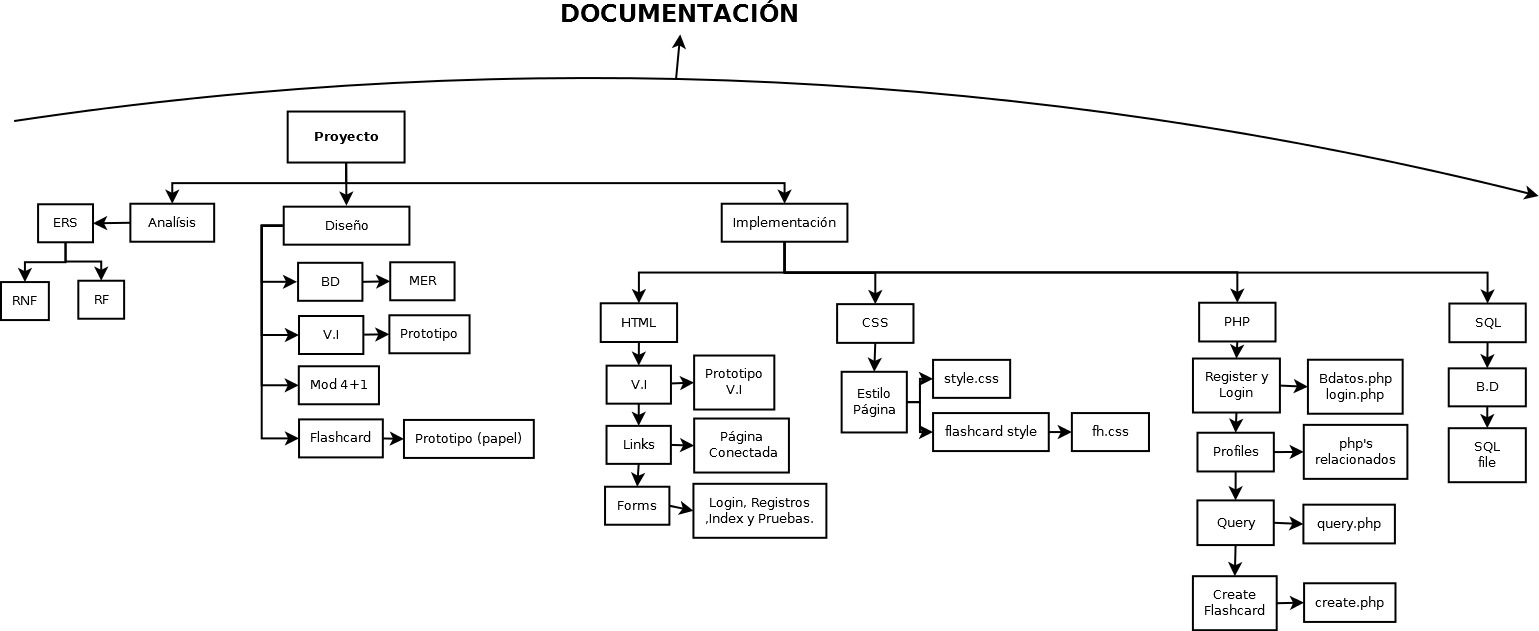 DOCUMENTACIÓN
Proyecto
ERS
Analísis
RNF
RF
Diseño
BD
MER
V.I
Prototipo
Mod 4+1
Flashcard
Prototipo (papel)
Implementación
HTML
V.I
Prototipo
V.I
Links
Página
Conectada
Forms
Login, Registros
,Index y Pruebas.
CSS
Estilo
Página
style.css
flashcard style
fh.css
PHP
Register y
Login
Bdatos.php
login.php
Profiles
php's
relacionados
Query
query.php
Create
Flashcard
create.php
SQL
B.D
SQL
file